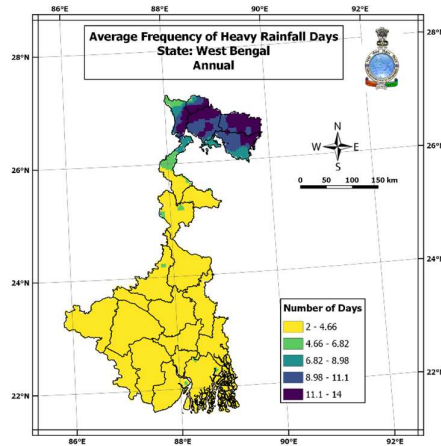 86°E
88°E
90°E
92°E
Average Frequency of Heavy Rainfall Days
State: West Bengal
Annual
28°N
28°N
N
W
E
S
26°N
26°N
0 50 100 150 km
24°N
24°N
Number of Days
2 - 4.66
4.66 - 6.82
6.82 - 8.98
8.98 - 11.1
11.1 - 14
22°N
22°N
86°E
88°E
90°E
92°E